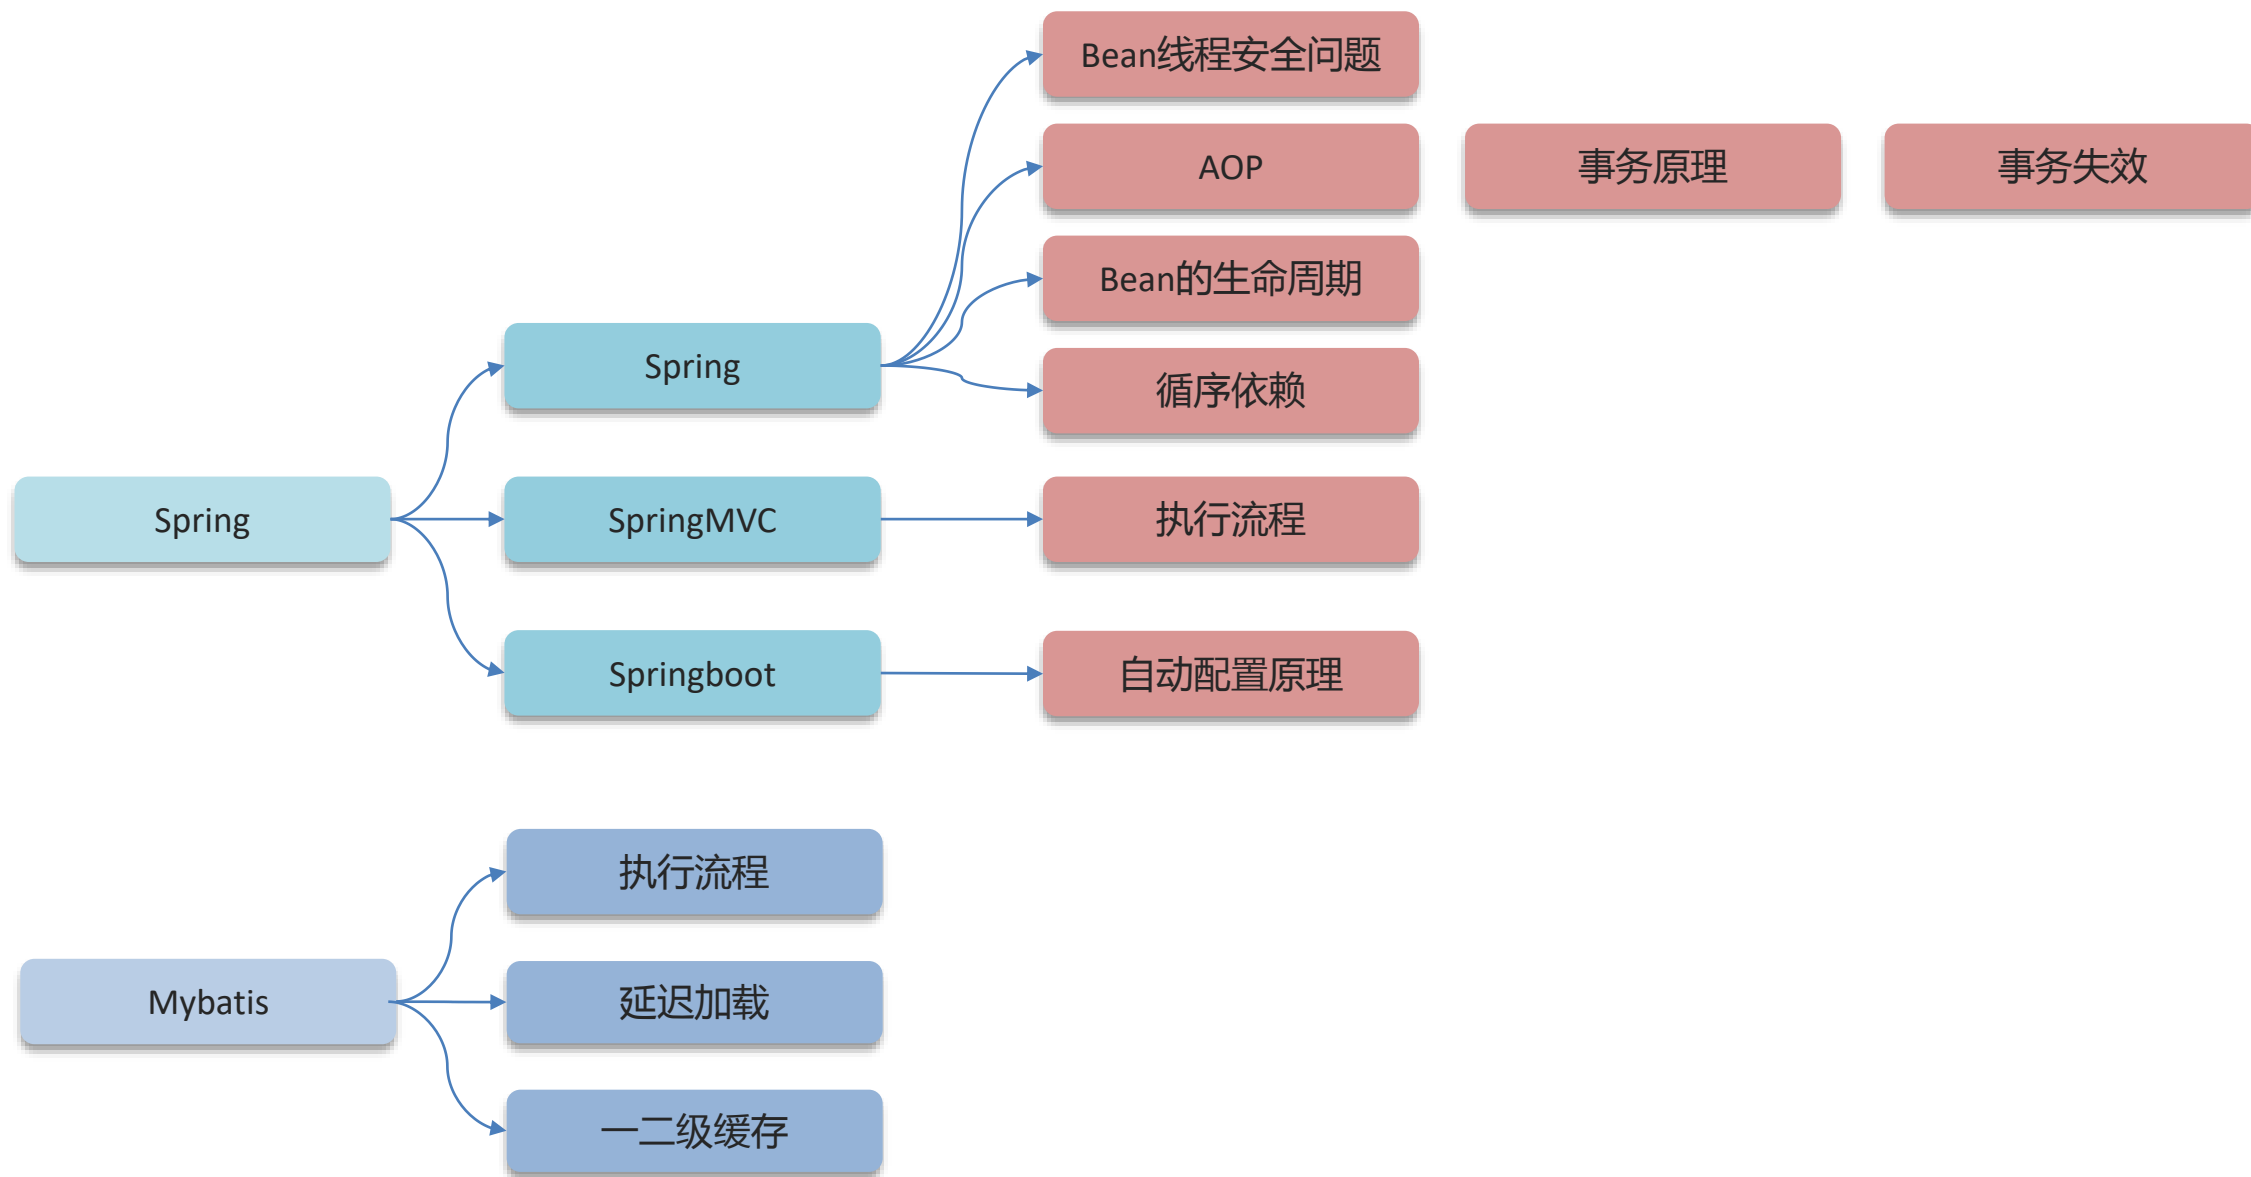 Bean线程安全问题
AOP
事务原理
事务失效
Bean的生命周期
Spring
循序依赖
Spring
SpringMVC
执行流程
Springboot
自动配置原理
执行流程
Mybatis
延迟加载
一二级缓存